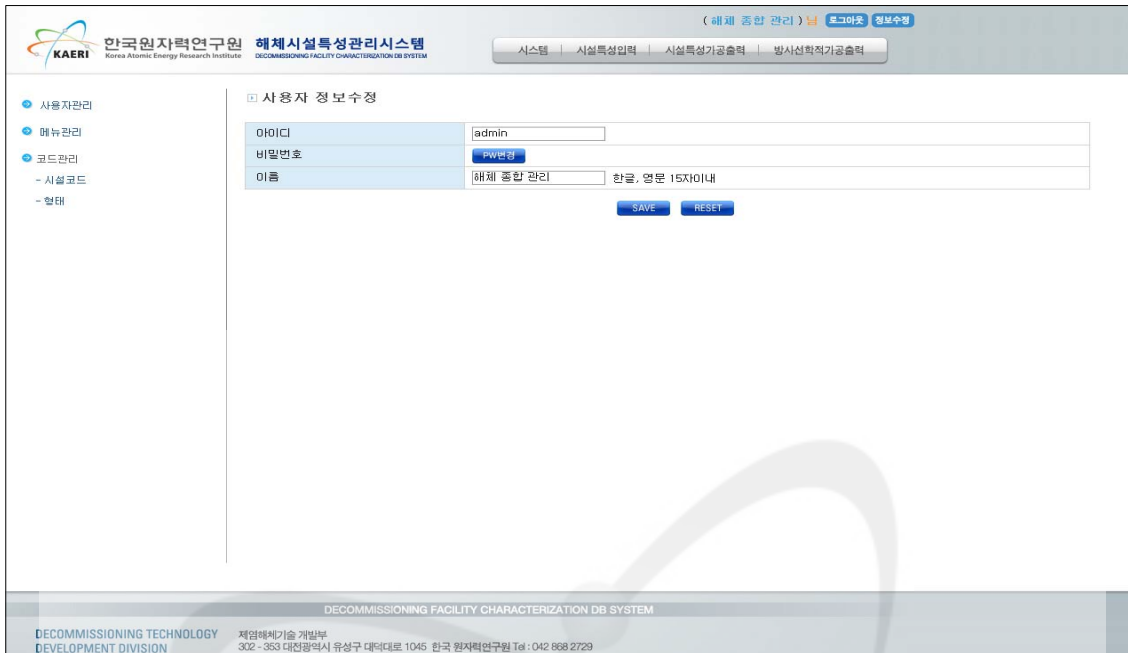 ( 해체 종합 관리 ) 님 로그아웃 정보수정
KAERI 한국원자력연구원 해체시설특성관리시스템
Korea Atomic Energy Research Institute DECOMMISSIONING FACILITY CHARACTERIZATION DB SYSTEM
시스템 | 시설특성입력 | 시설특성가공출력 | 방사선학적가공출력
사용자관리
메뉴관리
코드관리
- 시설코드
- 형태
사용자 정보수정
아이디 admin
비밀번호 PW변경
이름 해체 종합 관리 한글, 영문 15자이내
SAVE RESET
DECOMMISSIONING FACILITY CHARACTERIZATION DB SYSTEM
DECOMMISSIONING TECHNOLOGY
DEVELOPMENT DIVISION
제염해체기술 개발부
302 - 353 대전광역시 유성구 대덕대로 1045 한국 원자력연구원 Tel : 042 868 2729